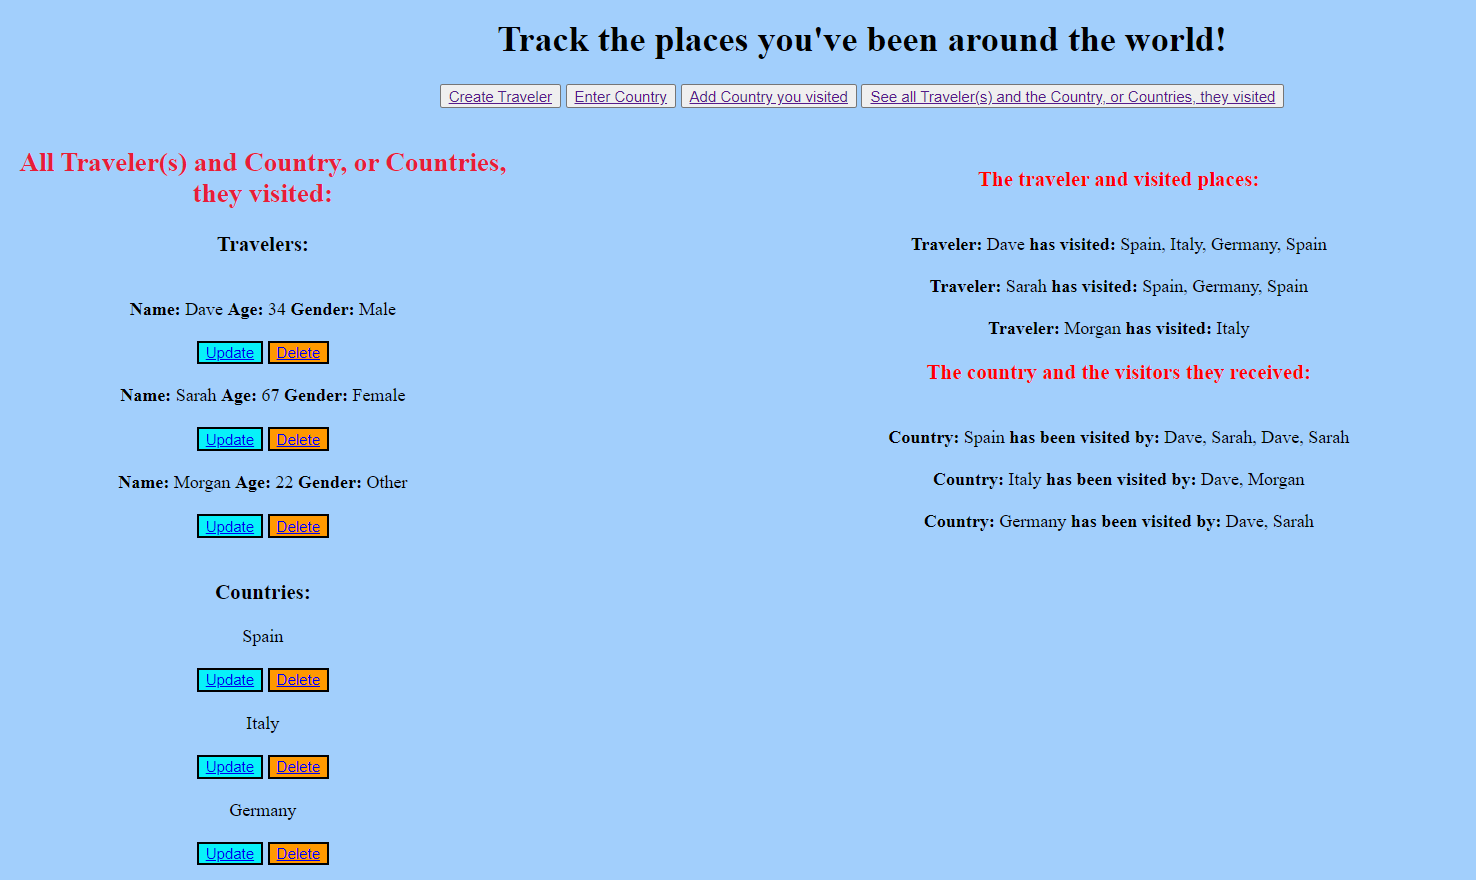 Track the places you've been around the world!
Create Traveler Enter Country Add Country you visited See all Traveler(s) and the Country, or Countries, they visited
All Traveler(s) and Country, or Countries,
they visited:
Travelers:
Name: Dave Age: 34 Gender: Male
Update Delete
Name: Sarah Age: 67 Gender: Female
Update Delete
Name: Morgan Age: 22 Gender: Other
Update Delete
Countries:
Spain
Update Delete
Italy
Update Delete
Germany
Update Delete
The traveler and visited places:
Traveler: Dave has visited: Spain, Italy, Germany, Spain
Traveler: Sarah has visited: Spain, Germany, Spain
Traveler: Morgan has visited: Italy
The country and the visitors they received:
Country: Spain has been visited by: Dave, Sarah, Dave, Sarah
Country: Italy has been visited by: Dave, Morgan
Country: Germany has been visited by: Dave, Sarah